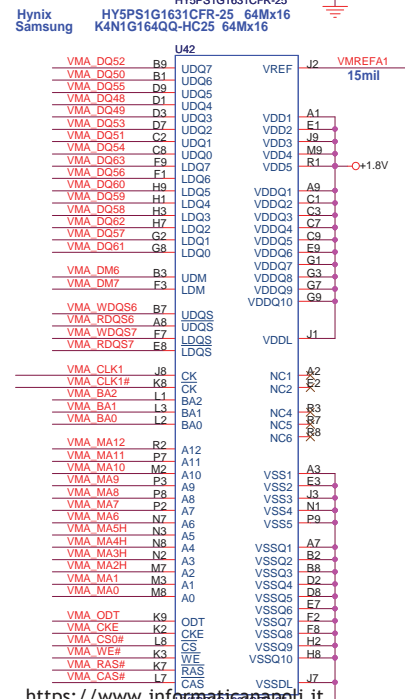 HY5PS1G1631CFR-25
Hynix HY5PS1G1631CFR-25 64Mx16
Samsung K4N1G164QQ-HC25 64Mx16
U42
VMA_DQ52 B9 UDQ7 VREF J2 VMREFA1
VMA_DQ50 B1 UDQ6 15mil
VMA_DQ55 D9 UDQ5
VMA_DQ48 D1 UDQ4
VMA_DQ49 D3 UDQ3 VDD1 A1
VMA_DQ53 D7 UDQ2 VDD2 E1
VMA_DQ51 C2 UDQ1 VDD3 J9
VMA_DQ54 C8 UDQ0 VDD4 M9
VMA_DQ63 F9 LDQ7 VDD5 R1 +1.8V
VMA_DQ56 F1 LDQ6
VMA_DQ60 H9 LDQ5 VDDQ1 A9
VMA_DQ59 H1 LDQ4 VDDQ2 C1
VMA_DQ58 H3 LDQ3 VDDQ3 C3
VMA_DQ62 H7 LDQ2 VDDQ4 C7
VMA_DQ57 G2 LDQ1 VDDQ5 C9
VMA_DQ61 G8 LDQ0 VDDQ6 E9
VDDQ7 G1
VMA_DM6 B3 UDM VDDQ8 G3
VMA_DM7 F3 LDM VDDQ9 G7
VDDQ10 G9
VMA_WDQS6 B7 UDQS
VMA_RDQS6 A8 UDQS
VMA_WDQS7 F7 LDQS VDDL J1
VMA_RDQS7 E8 LDQS
VMA_CLK1 J8 CK NC1 A2
VMA_CLK1# K8 CK NC2 E2
VMA_BA2 L1 BA2
VMA_BA1 L3 BA1 NC4 R3
VMA_BA0 L2 BA0 NC5 R7
NC6 R8
VMA_MA12 R2 A12
VMA_MA11 P7 A11
VMA_MA10 M2 A10 VSS1 A3
VMA_MA9 P3 A9 VSS2 E3
VMA_MA8 P8 A8 VSS3 J3
VMA_MA7 P2 A7 VSS4 N1
VMA_MA6 N7 A6 VSS5 P9
VMA_MA5H N3 A5
VMA_MA4H N8 A4 VSSQ1 A7
VMA_MA3H N2 A3 VSSQ2 B2
VMA_MA2H M7 A2 VSSQ3 B8
VMA_MA1 M3 A1 VSSQ4 D2
VMA_MA0 M8 A0 VSSQ5 D8
VSSQ6 E7
VMA_ODT K9 ODT VSSQ7 F2
VMA_CKE K2 CKE VSSQ8 F8
VMA_CS0# L8 CS VSSQ9 H2
VMA_WE# K3 WE VSSQ10 H8
VMA_RAS# K7 RAS
VMA_CAS# L7 CAS VSSDL J7
https://www.informaticanapoli.it